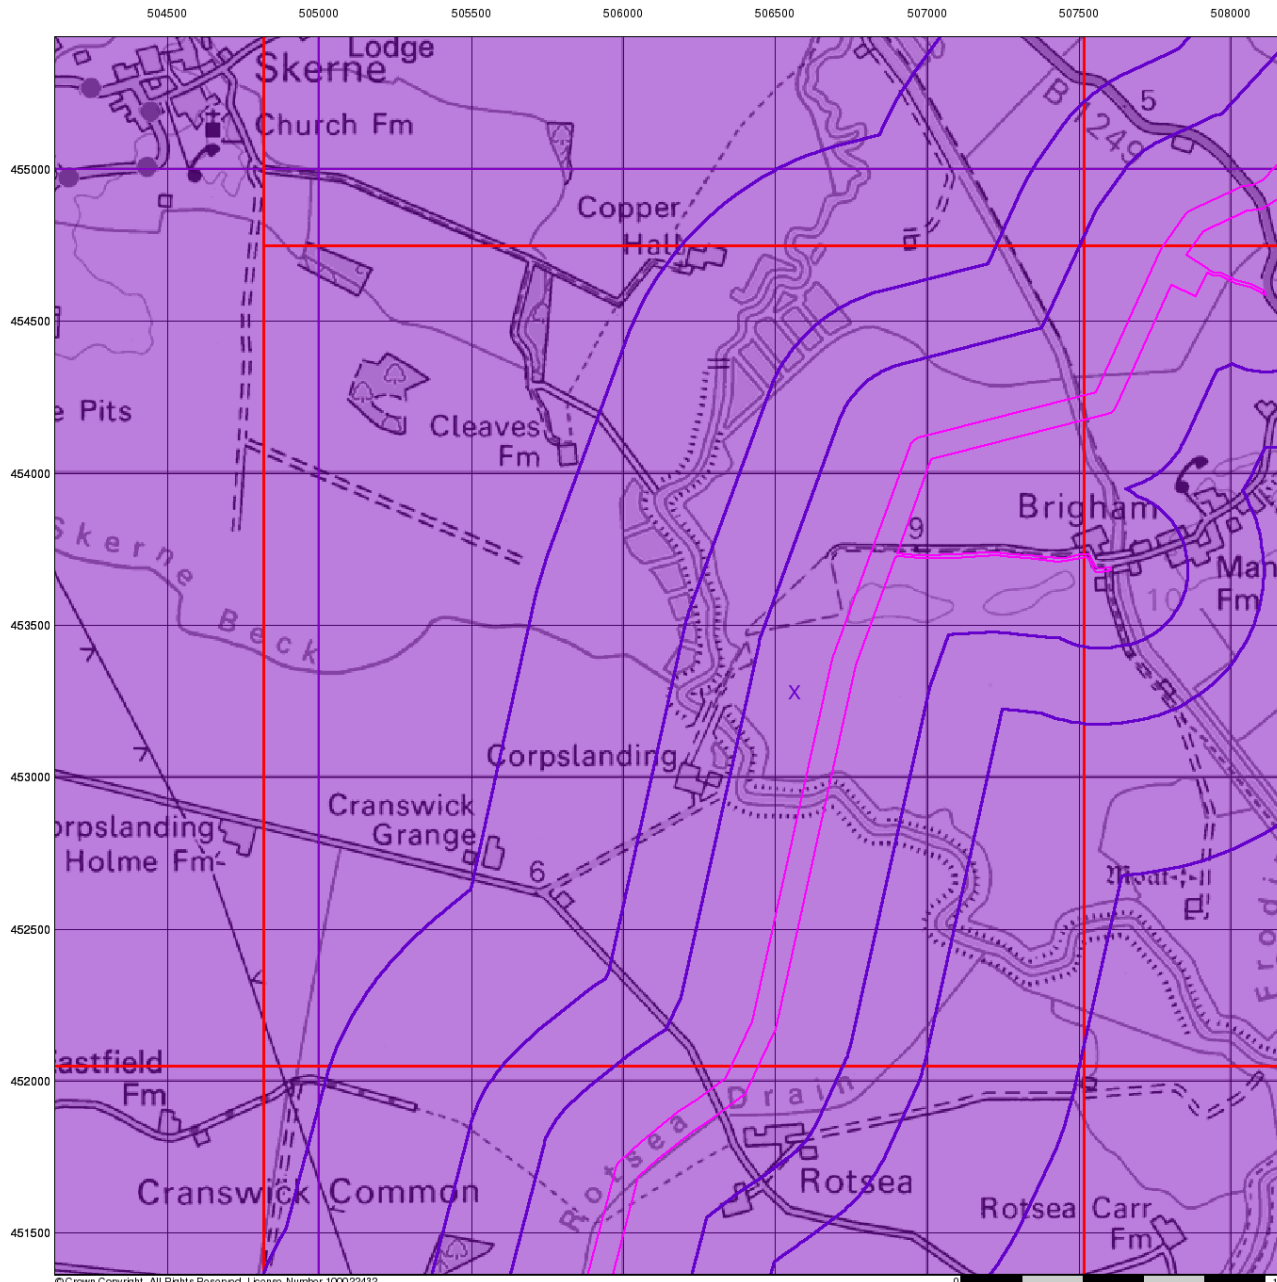 504500 505000 505500 506000 506500 507000 507500 508000
Lodge
Skerne
5
B 1249
Church Fm
455000
Copper
Hall
454500
e Pits
Cleaves
Fm
454000
Brigham
9
Skerne Beck
Man
Fm
10
453500
X
Corpslanding
453000
Cranswick
Grange
orpslanding
Holme Fm
6
Moat
452500
Frodi
Eastfield
Fm
452000
Rotsea Drain
Cranswick Common
Rotsea
Rotsea Carr
Fm
451500
© Crown Copyright. All Rights Reserved. License Number 100022432
0